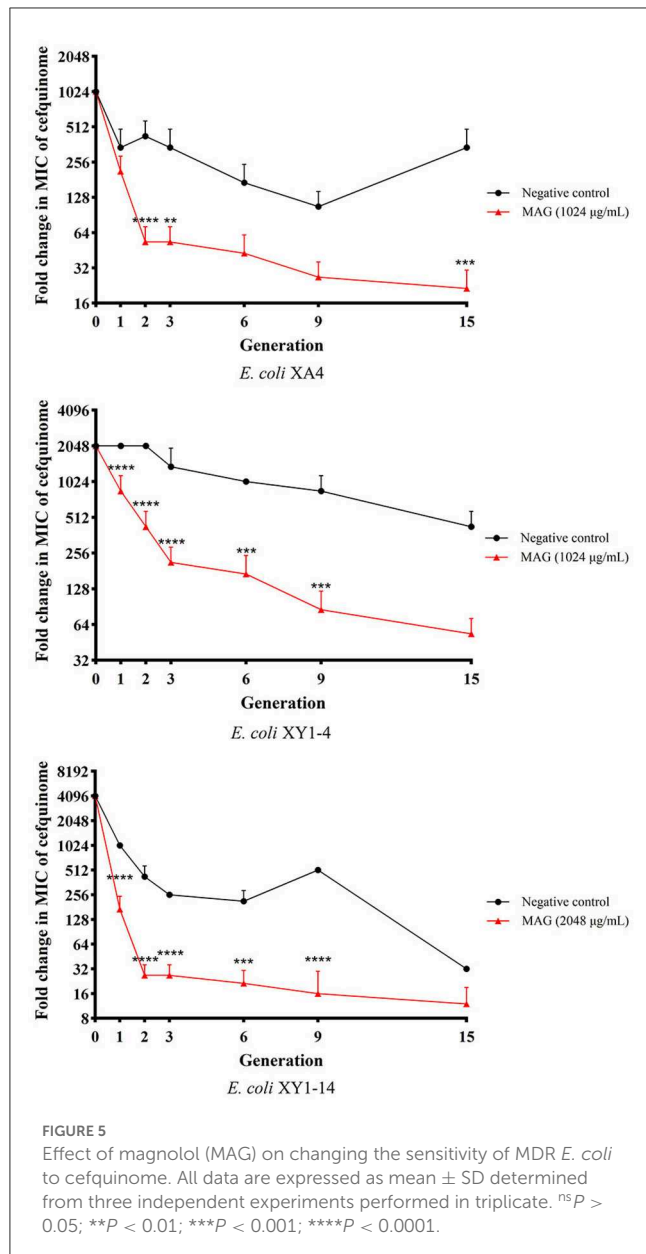 Fold change in MIC of cefquinome
2048
1024
512
256
128
64
32
16
**** ** ***
0 1 2 3 6 9 15
Generation
E. coli XA4
Negative control
MAG (1024 μg/mL)
Fold change in MIC of cefquinome
4096
2048
1024
512
256
128
64
32
****
****
****
***
***
0 1 2 3 6 9 15
Generation
E. coli XY1-4
Negative control
MAG (1024 μg/mL)
Fold change in MIC of cefquinome
8192
4096
2048
1024
512
256
128
64
32
16
8
****
****
****
***
****
0 1 2 3 6 9 15
Generation
E. coli XY1-14
Negative control
MAG (2048 μg/mL)
FIGURE 5
Effect of magnolol (MAG) on changing the sensitivity of MDR E. coli
to cefquinome. All data are expressed as mean ± SD determined
from three independent experiments performed in triplicate. nsP >
0.05; **P < 0.01; ***P < 0.001; ****P < 0.0001.